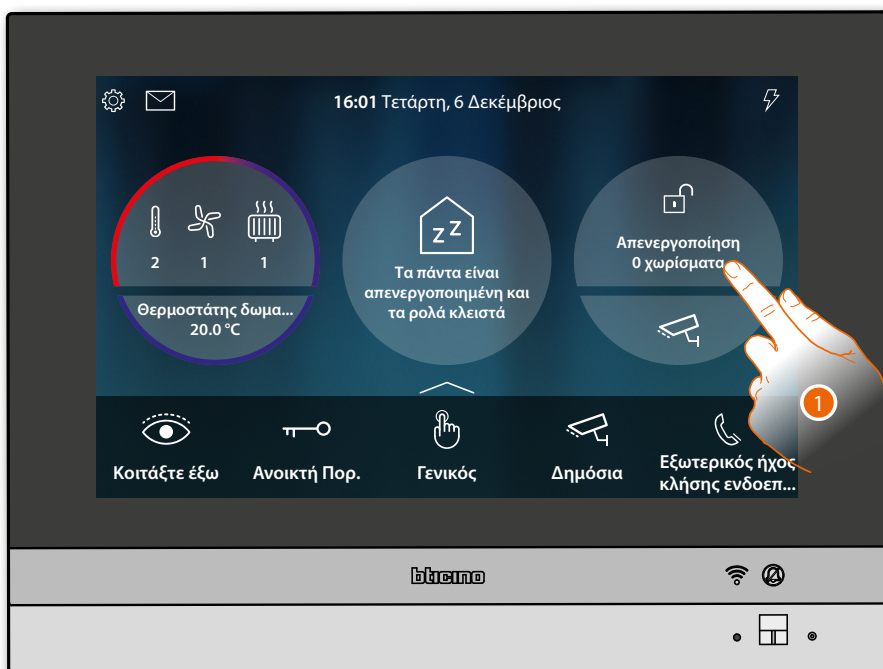 16:01 Τετάρτη, 6 Δεκέμβριος
2 1 1
Θερμοστάτης δωμα...
20.0 °C
Z Z
Τα πάντα είναι
απενεργοποιημένη και
τα ρολά κλειστά
Απενεργοποίηση
0 χωρίσματα
1
Κοιτάξτε έξω
Ανοικτή Πορ.
Γενικός
Δημόσια
Εξωτερικός ήχος
κλήσης ενδοεπ...
bticino